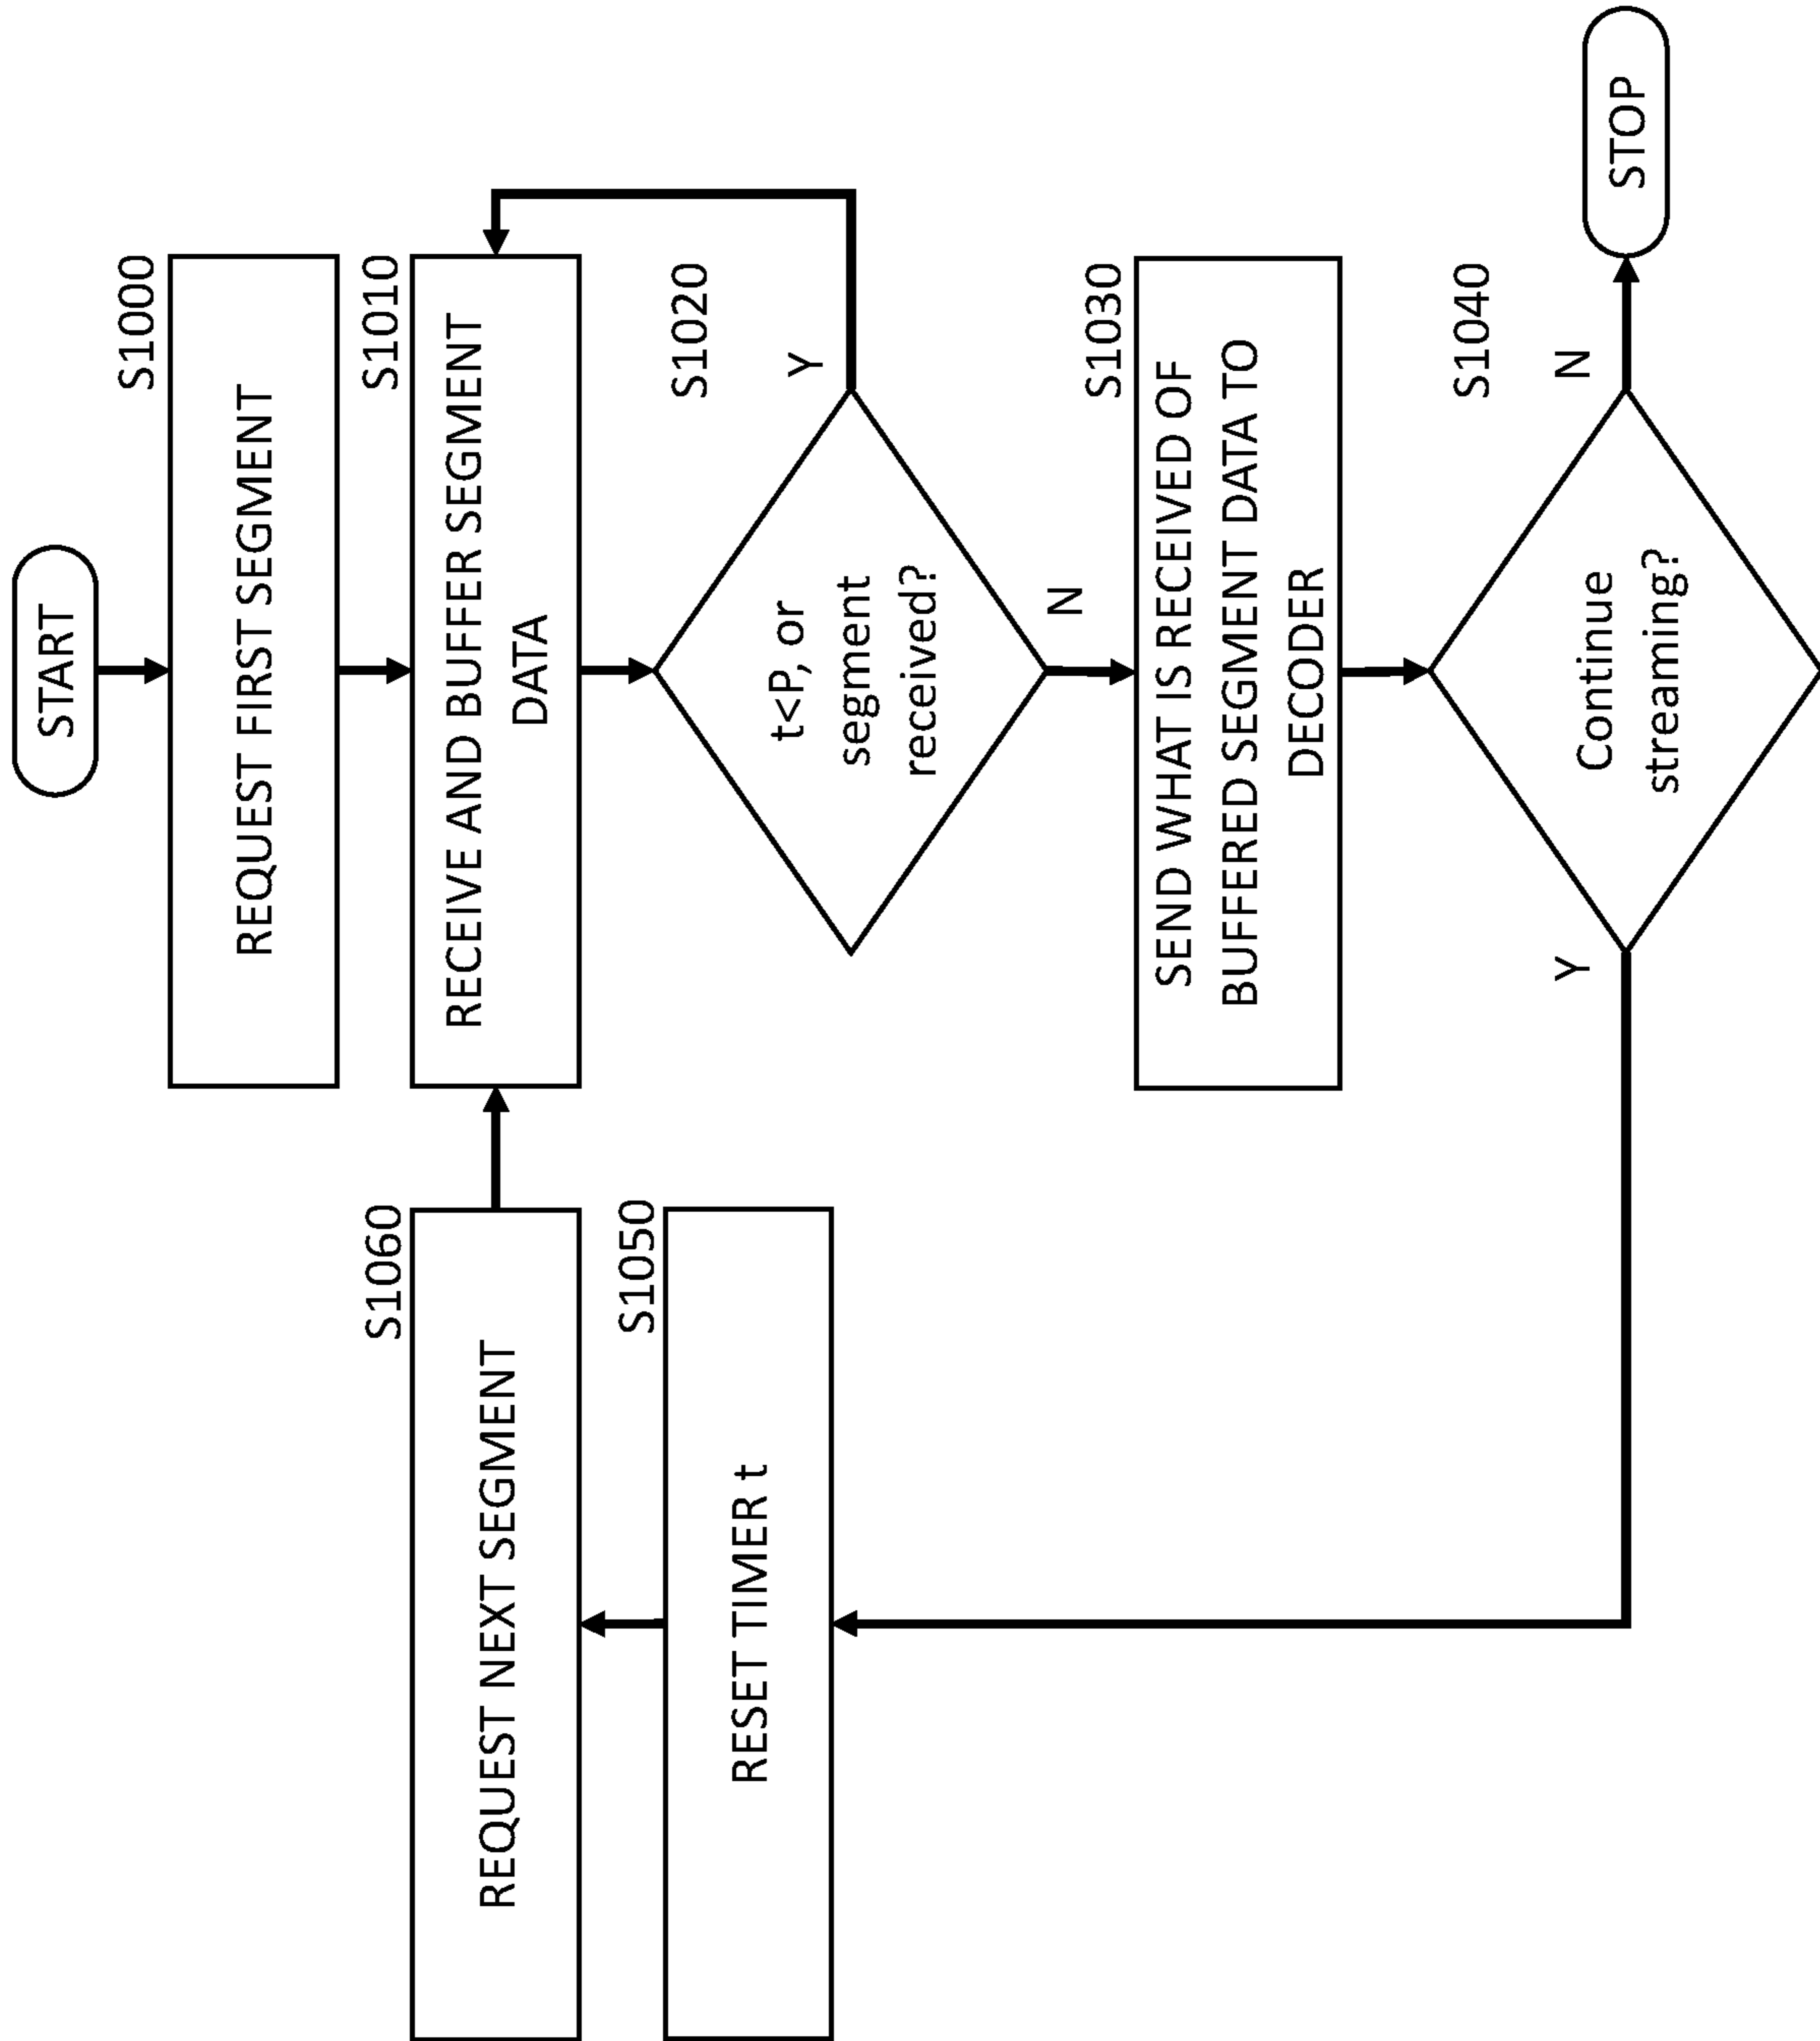 START
S1000
REQUEST FIRST SEGMENT
S1010
RECEIVE AND BUFFER SEGMENT
DATA
S1020
t<P, or
segment
received?
Y
N
S1030
SEND WHAT IS RECEIVED OF
BUFFERED SEGMENT DATA TO
DECODER
S1040
Continue
streaming?
N
STOP
Y
S1050
RESET TIMER t
S1060
REQUEST NEXT SEGMENT